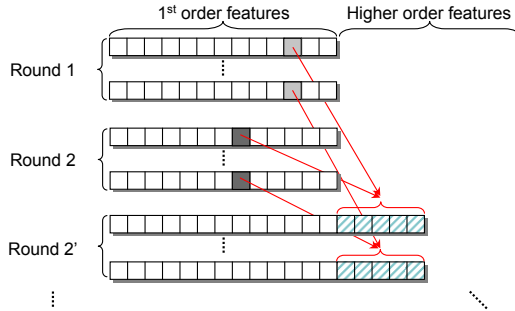 1st order features
Higher order features
Round 1
Round 2
Round 2'